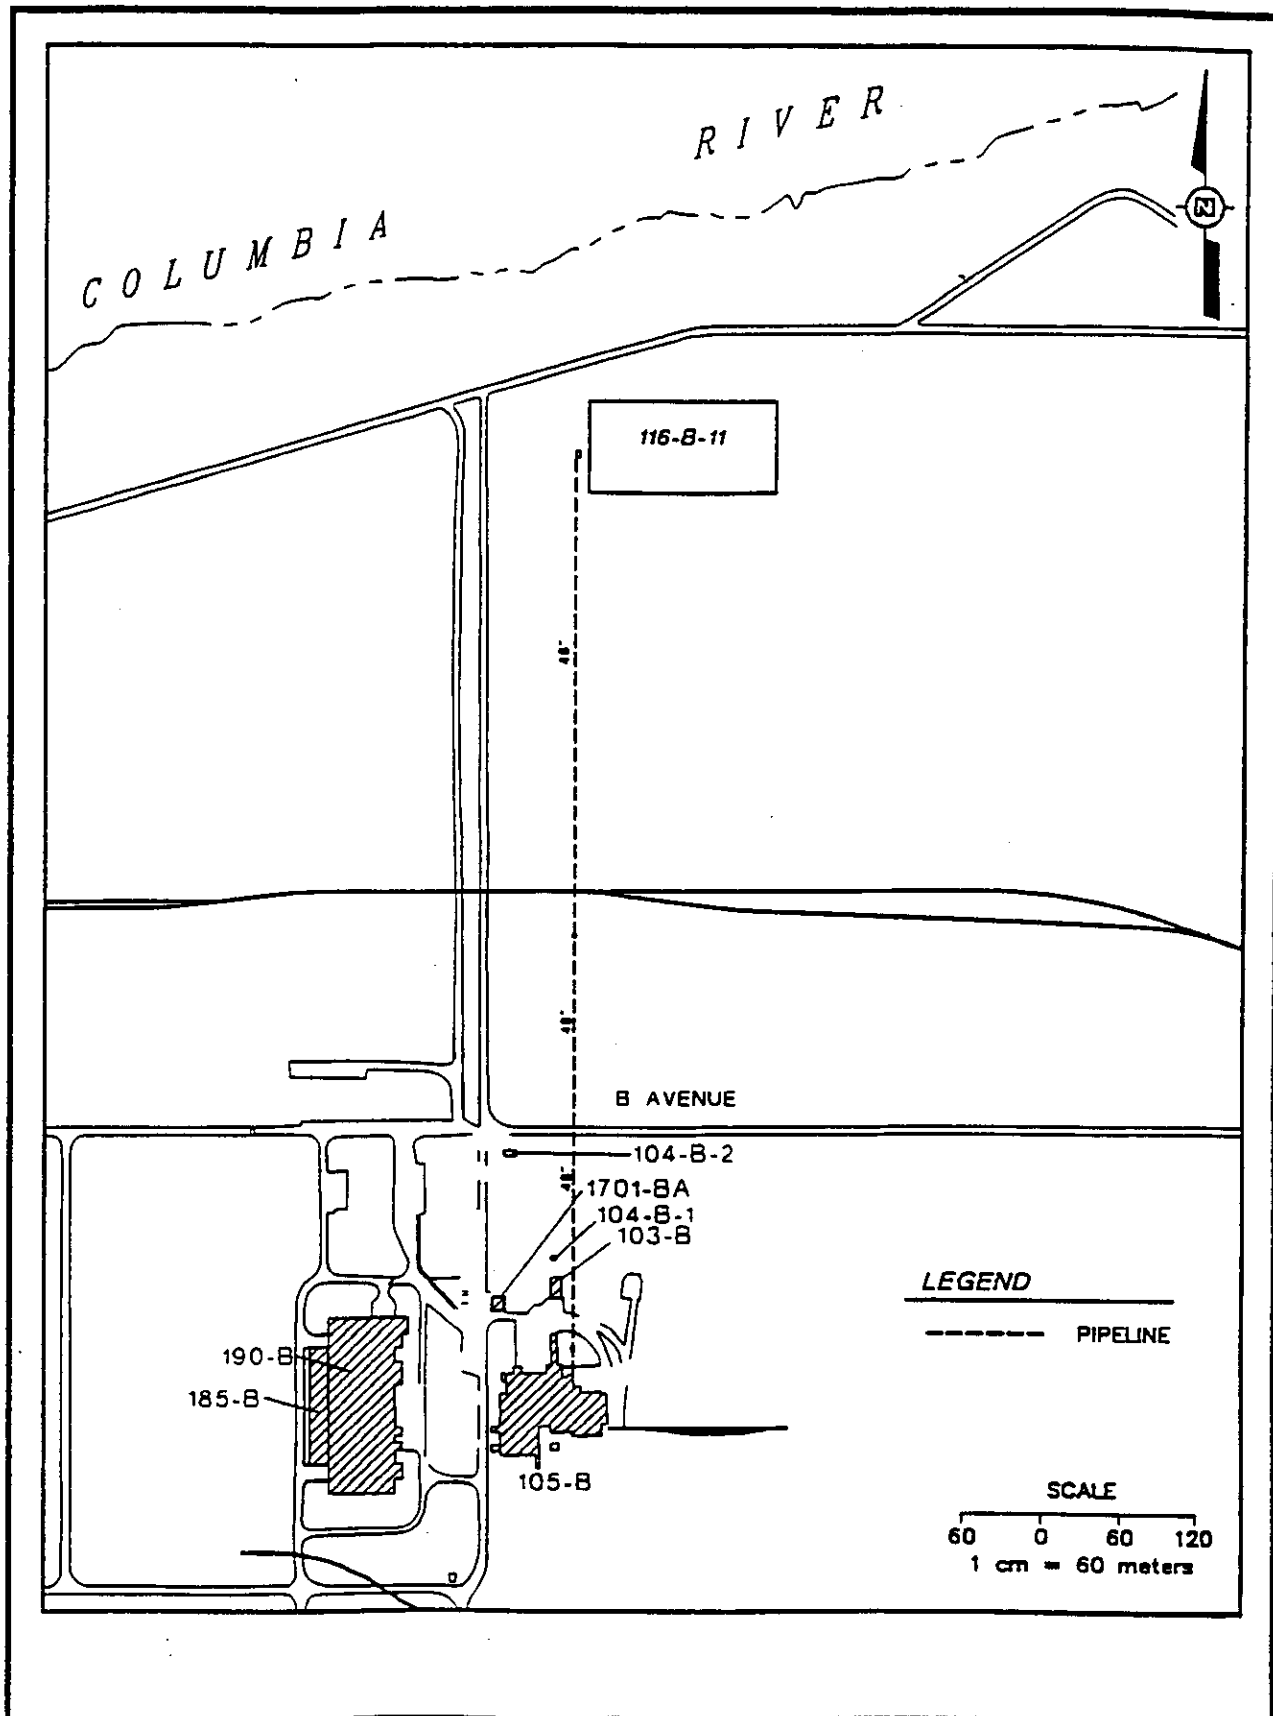 COLUMBIA RIVER
N
116-B-11
48"
48"
B AVENUE
104-B-2
48"
1701-BA
104-B-1
103-B
LEGEND
PIPELINE
190-B
185-B
105-B
SCALE
60 0 60 120
1 cm = 60 meters